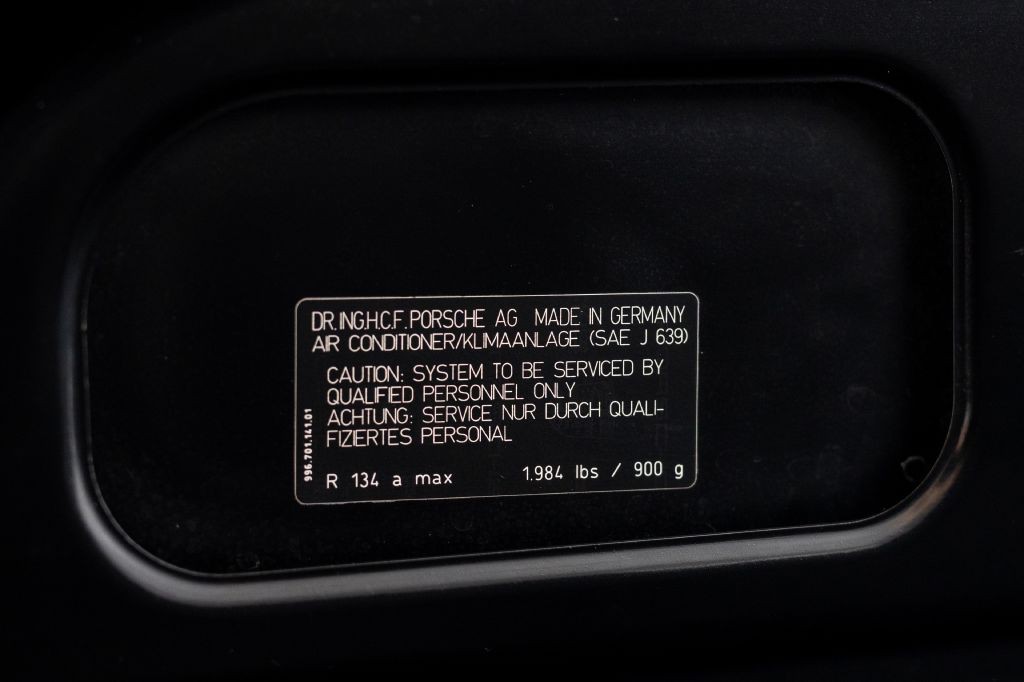 DR.ING.H.C.F. PORSCHE AG MADE IN GERMANY
AIR CONDITIONER/KLIMAANLAGE (SAE J 639)
CAUTION: SYSTEM TO BE SERVICED BY
QUALIFIED PERSONNEL ONLY
ACHTUNG: SERVICE NUR DURCH QUALI-
FIZIERTES PERSONAL
R 134 a max 1.984 lbs / 900 g
996.701.141.01